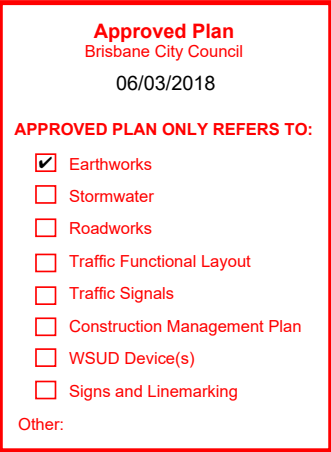 Approved Plan
Brisbane City Council
06/03/2018
APPROVED PLAN ONLY REFERS TO:
✔ Earthworks
Stormwater
Roadworks
Traffic Functional Layout
Traffic Signals
Construction Management Plan
WSUD Device(s)
Signs and Linemarking
Other: